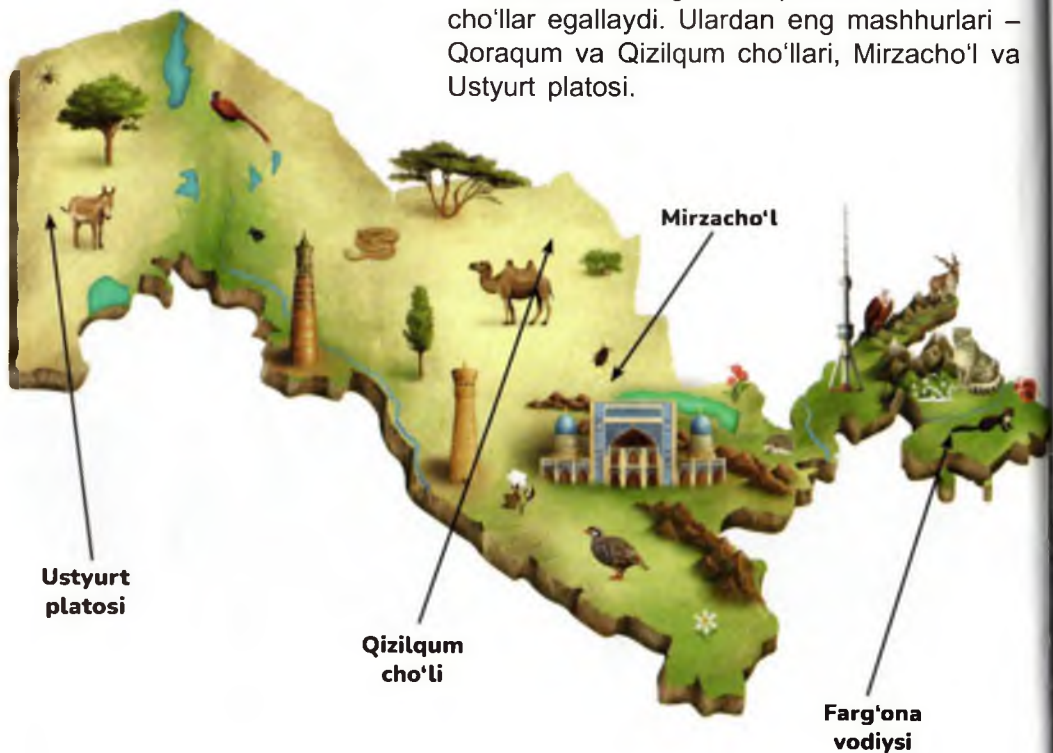 cho‘llar egallaydi. Ulardan eng mashhurlari –
Qoraqum va Qizilqum cho‘llari, Mirzacho‘l va
Ustyurt platosi.
Mirzacho‘l
Ustyurt
platosi
Qizilqum
cho‘li
Farg‘ona
vodiysi